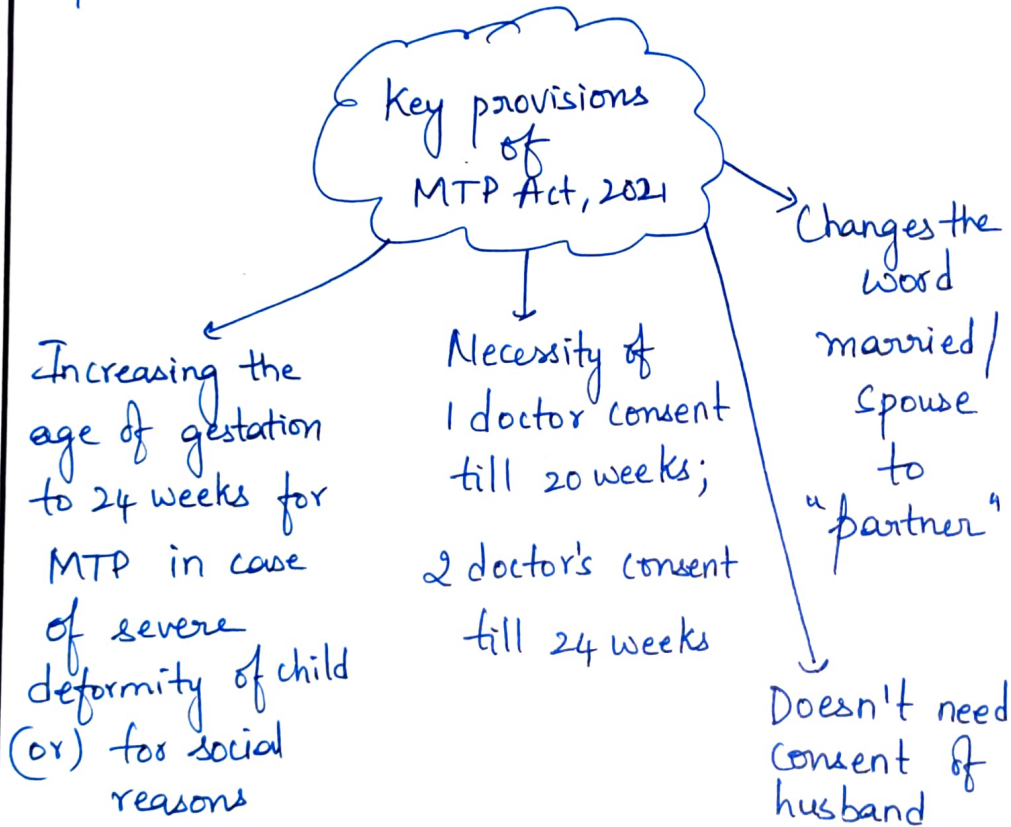 Key provisions
of
MTP Act, 2021
Increasing the
age of gestation
to 24 weeks for
MTP in case
of severe
deformity of child
(or) for social
reasons
Necessity of
1 doctor consent
till 20 weeks;
2 doctor's consent
till 24 weeks
Changes the
word
married/
spouse
to
"partner"
Doesn't need
consent of
husband